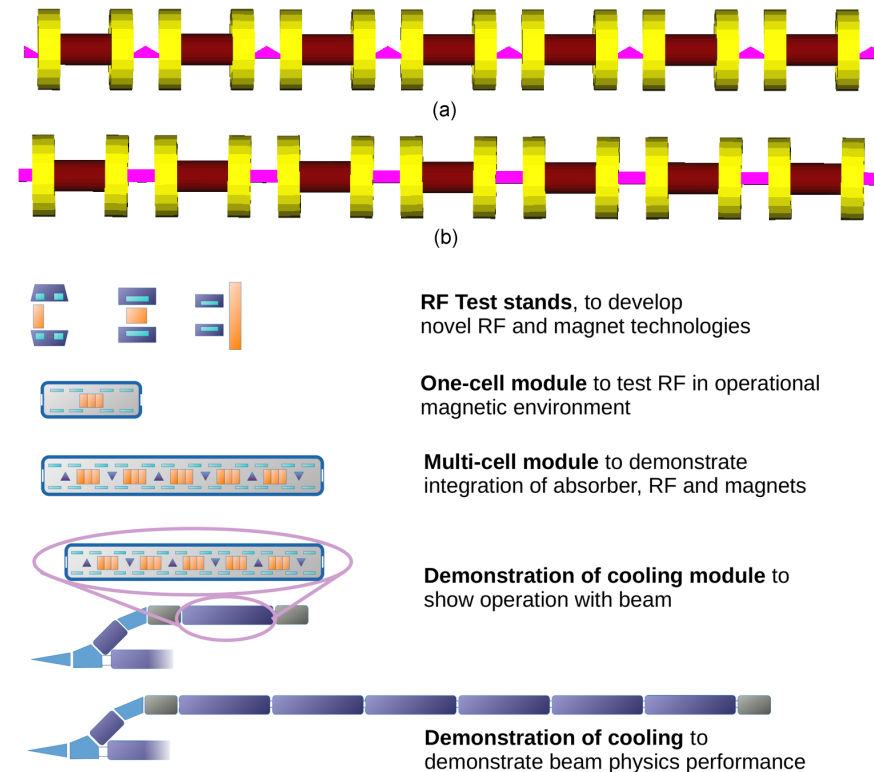 (a)
(b)
RF Test stands, to develop
novel RF and magnet technologies
One-cell module to test RF in operational
magnetic environment
Multi-cell module to demonstrate
integration of absorber, RF and magnets
Demonstration of cooling module to
show operation with beam
Demonstration of cooling to
demonstrate beam physics performance